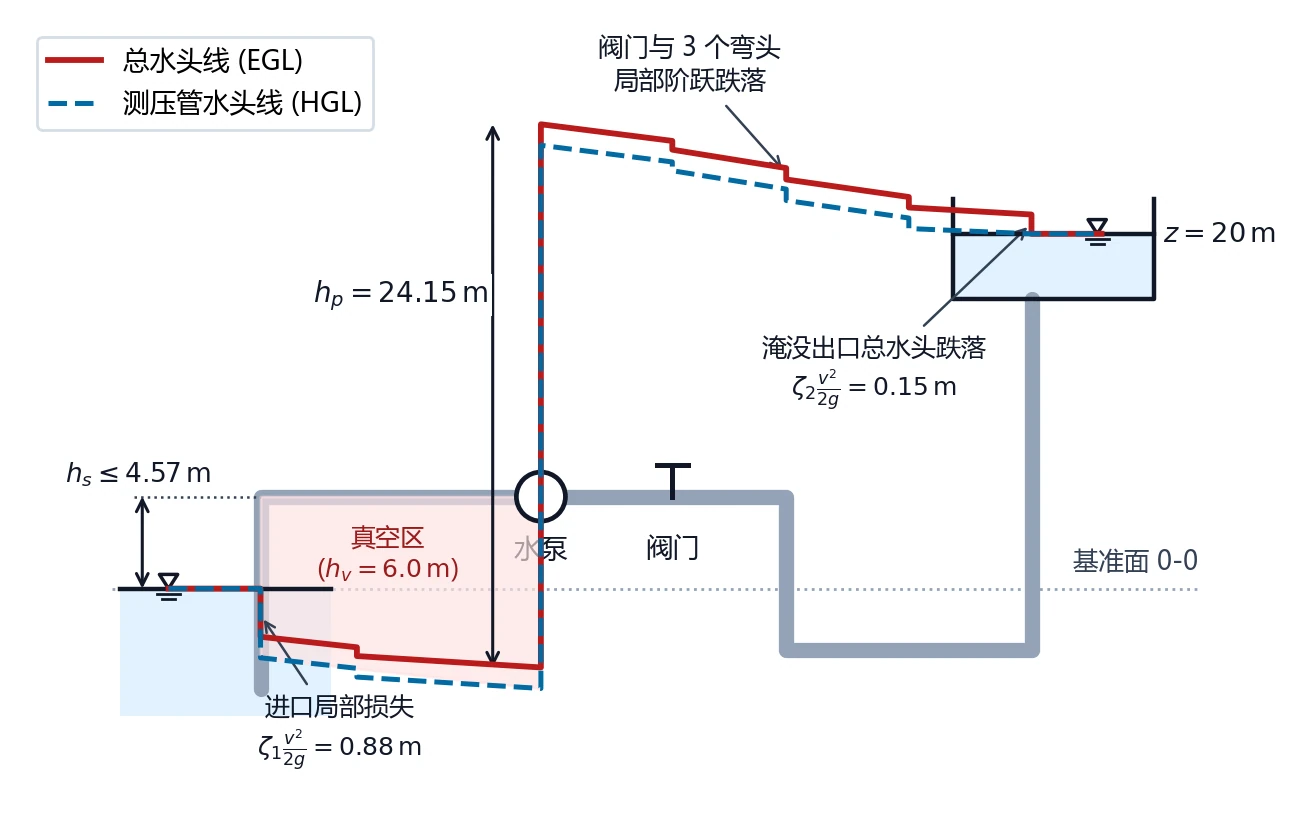 总水头线 (EGL)
测压管水头线 (HGL)
阀门与 3 个弯头
局部阶跃跌落
z = 20 m
h_p = 24.15 m
淹没出口总水头跌落
ζ₂ v²/2g = 0.15 m
h_s ≤ 4.57 m
真空区
(h_v = 6.0 m)
水泵
阀门
基准面 0-0
进口局部损失
ζ₁ v²/2g = 0.88 m